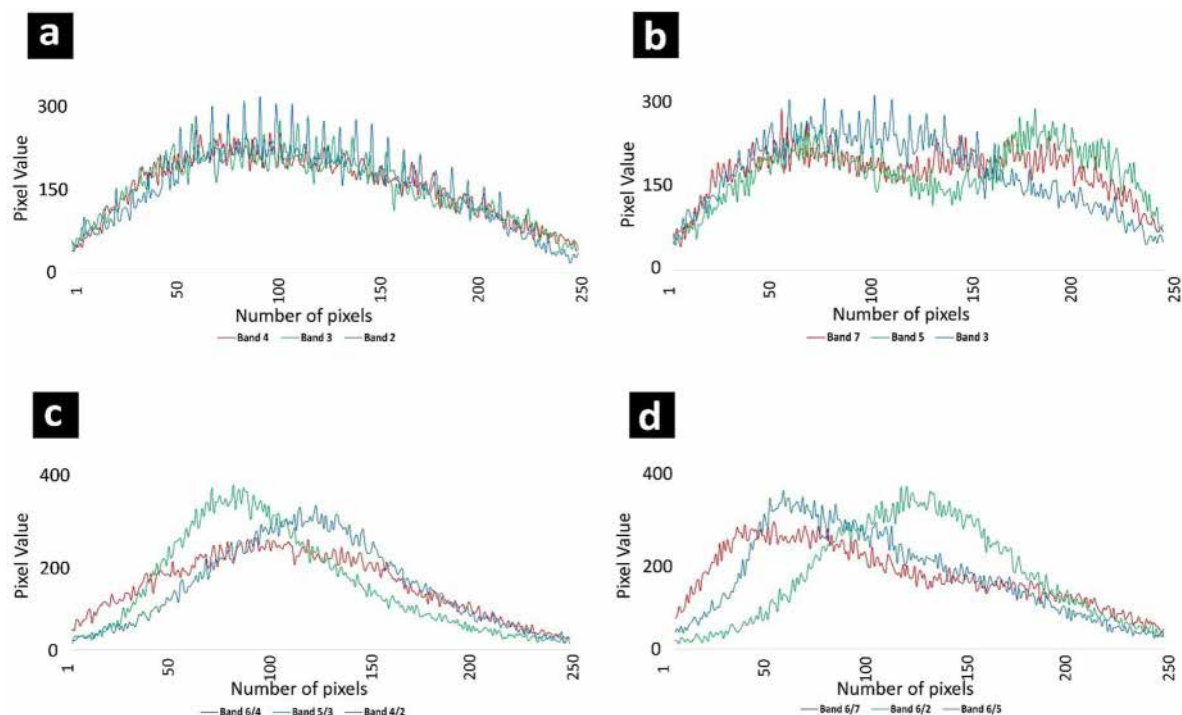 a
300
150
0
Pixel Value
1
50
100
150
200
250
Number of pixels
Band 4 Band 3 Band 2
b
300
150
0
Pixel Value
1
50
100
150
200
250
Number of pixels
Band 7 Band 5 Band 3
c
400
200
0
Pixel Value
1
50
100
150
200
250
Number of pixels
Band 6/4 Band 5/3 Band 4/2
d
400
200
0
Pixel Value
1
50
100
150
200
250
Number of pixels
Band 6/7 Band 6/2 Band 6/5